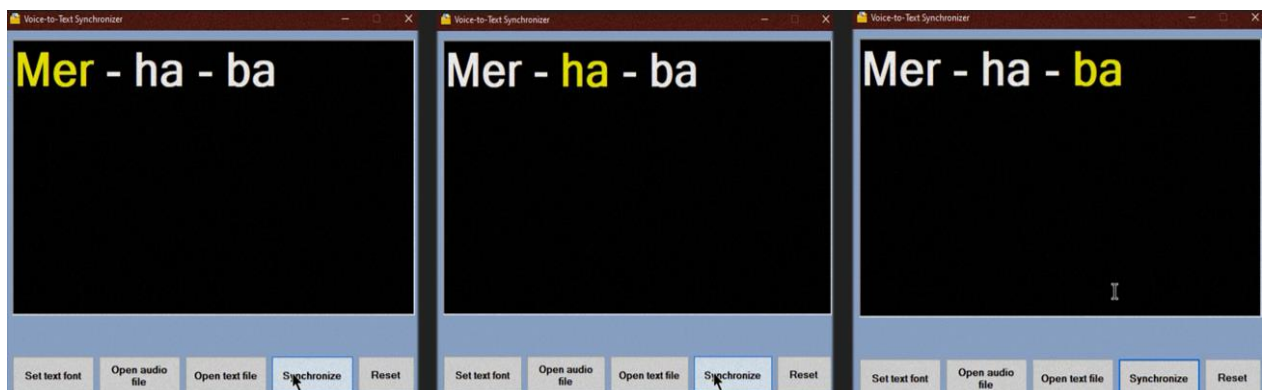 Voice-to-Text Synchronizer
Mer - ha - ba
Set text font
Open audio
file
Open text file
Synchronize
Reset
Voice-to-Text Synchronizer
Mer - ha - ba
Set text font
Open audio
file
Open text file
Synchronize
Reset
Voice-to-Text Synchronizer
Mer - ha - ba
Set text font
Open audio
file
Open text file
Synchronize
Reset